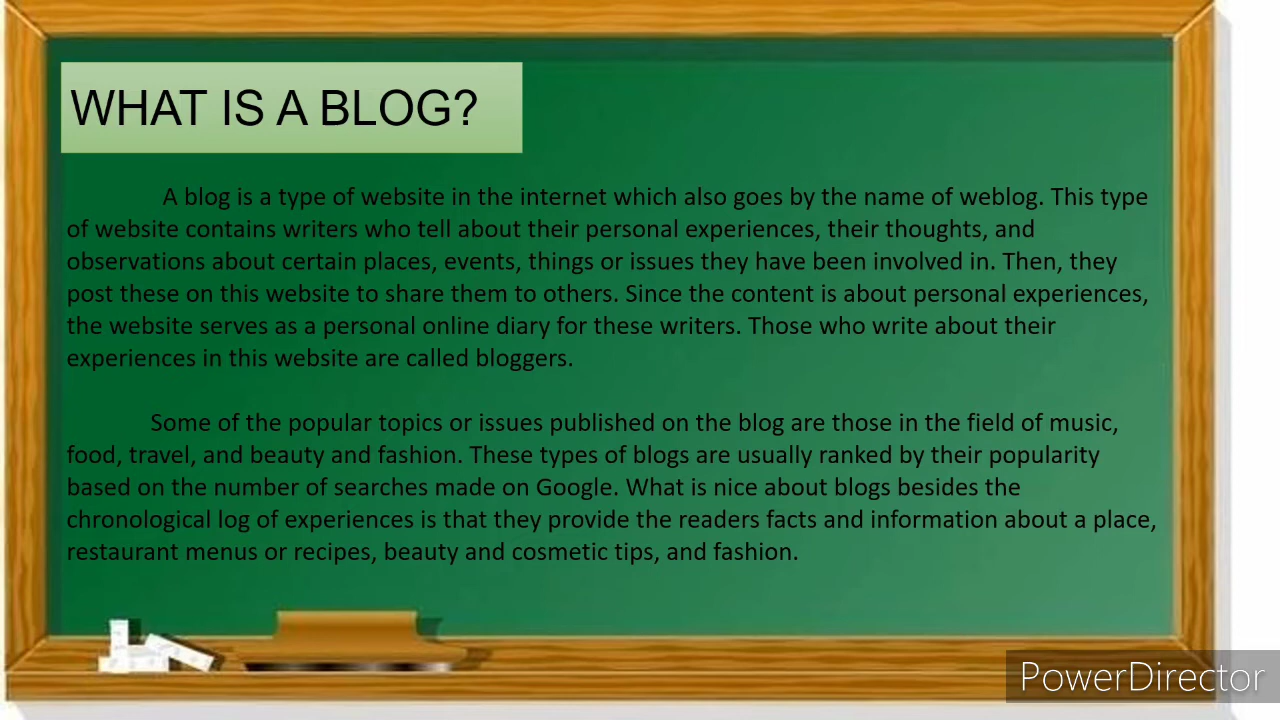 WHAT IS A BLOG?
A blog is a type of website in the internet which also goes by the name of weblog. This type
of website contains writers who tell about their personal experiences, their thoughts, and
observations about certain places, events, things or issues they have been involved in. Then, they
post these on this website to share them to others. Since the content is about personal experiences,
the website serves as a personal online diary for these writers. Those who write about their
experiences in this website are called bloggers.
Some of the popular topics or issues published on the blog are those in the field of music,
food, travel, and beauty and fashion. These types of blogs are usually ranked by their popularity
based on the number of searches made on Google. What is nice about blogs besides the
chronological log of experiences is that they provide the readers facts and information about a place,
restaurant menus or recipes, beauty and cosmetic tips, and fashion.
PowerDirector